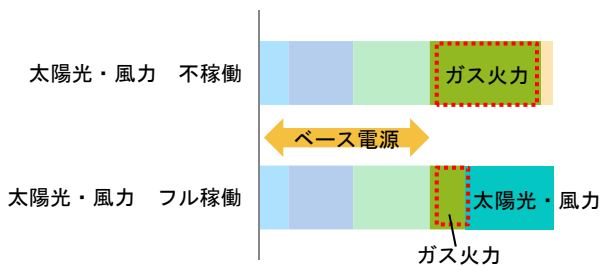 太陽光・風力　不稼働
ガス火力
ベース電源
太陽光・風力　フル稼働
太陽光・風力
ガス火力